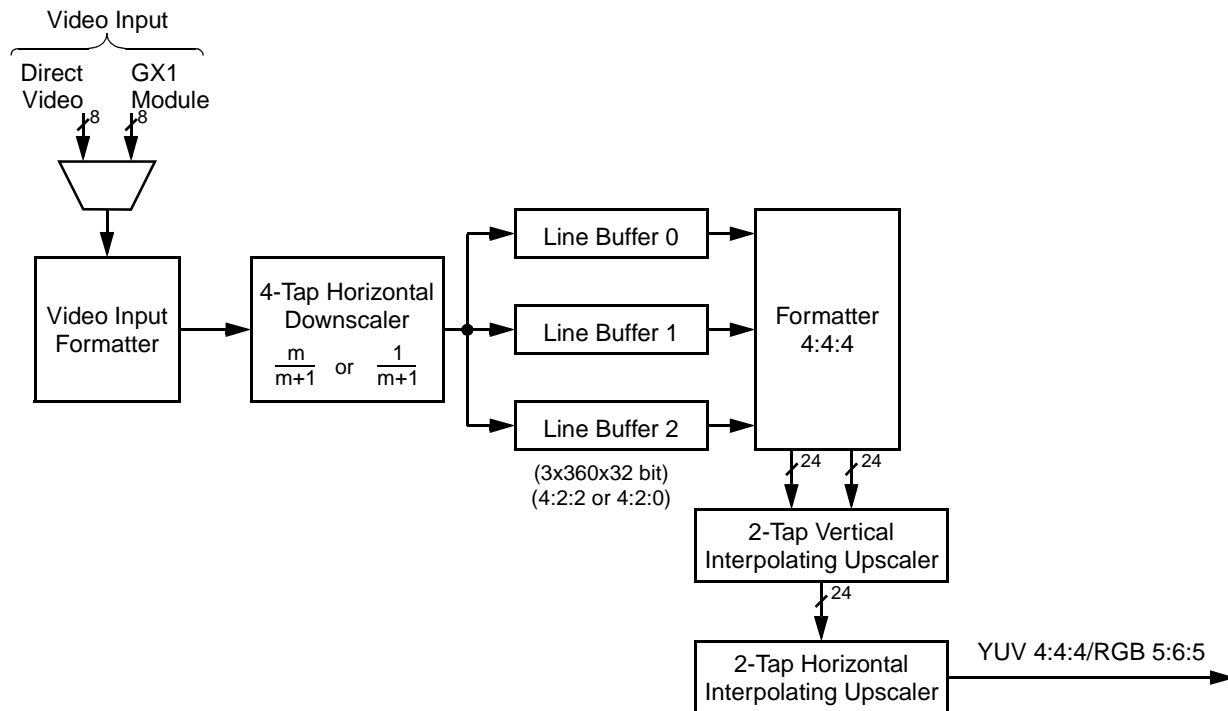 Video Input
Direct
Video
GX1
Module
8
8
Video Input
Formatter
4-Tap Horizontal
Downscaler
m
m+1
or
1
m+1
Line Buffer 0
Line Buffer 1
Line Buffer 2
(3x360x32 bit)
(4:2:2 or 4:2:0)
Formatter
4:4:4
24
24
2-Tap Vertical
Interpolating Upscaler
24
2-Tap Horizontal
Interpolating Upscaler
YUV 4:4:4/RGB 5:6:5